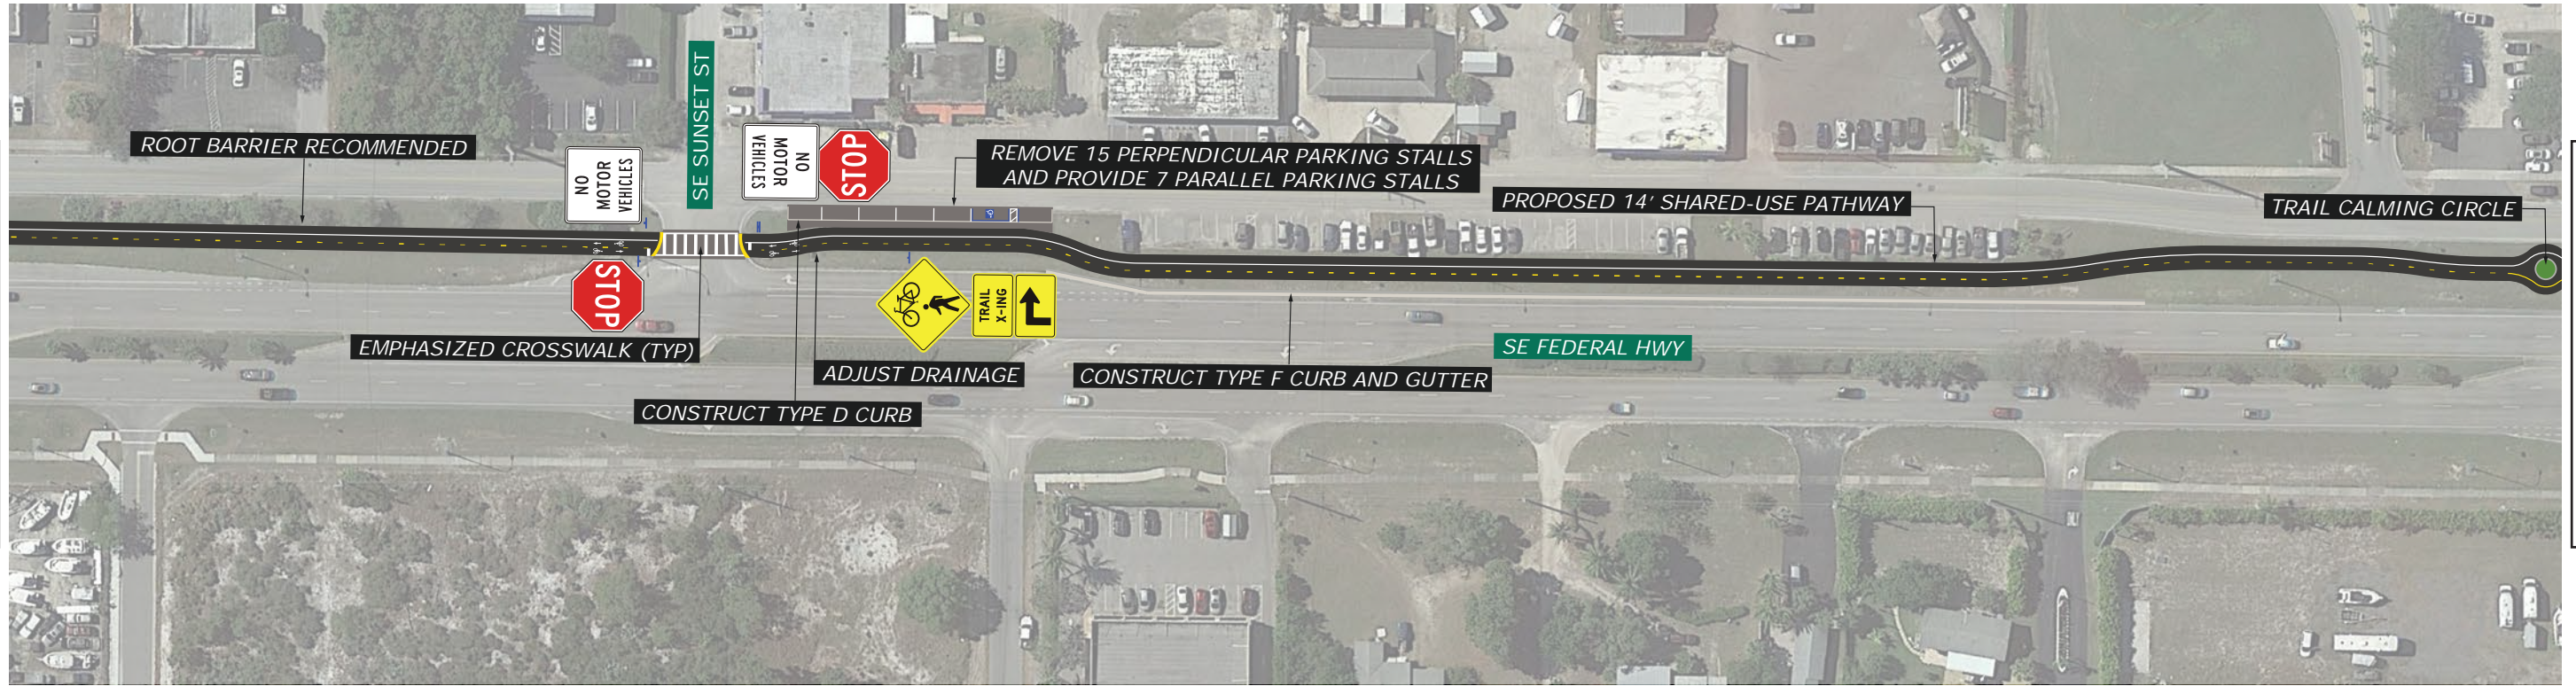 ROOT BARRIER RECOMMENDED
NO
MOTOR
VEHICLES
SE SUNSET ST
NO
MOTOR
VEHICLES
STOP
REMOVE 15 PERPENDICULAR PARKING STALLS
AND PROVIDE 7 PARALLEL PARKING STALLS
PROPOSED 14' SHARED-USE PATHWAY
TRAIL CALMING CIRCLE
STOP
TRAIL
X-ING
EMPHASIZED CROSSWALK (TYP)
ADJUST DRAINAGE
CONSTRUCT TYPE F CURB AND GUTTER
SE FEDERAL HWY
CONSTRUCT TYPE D CURB